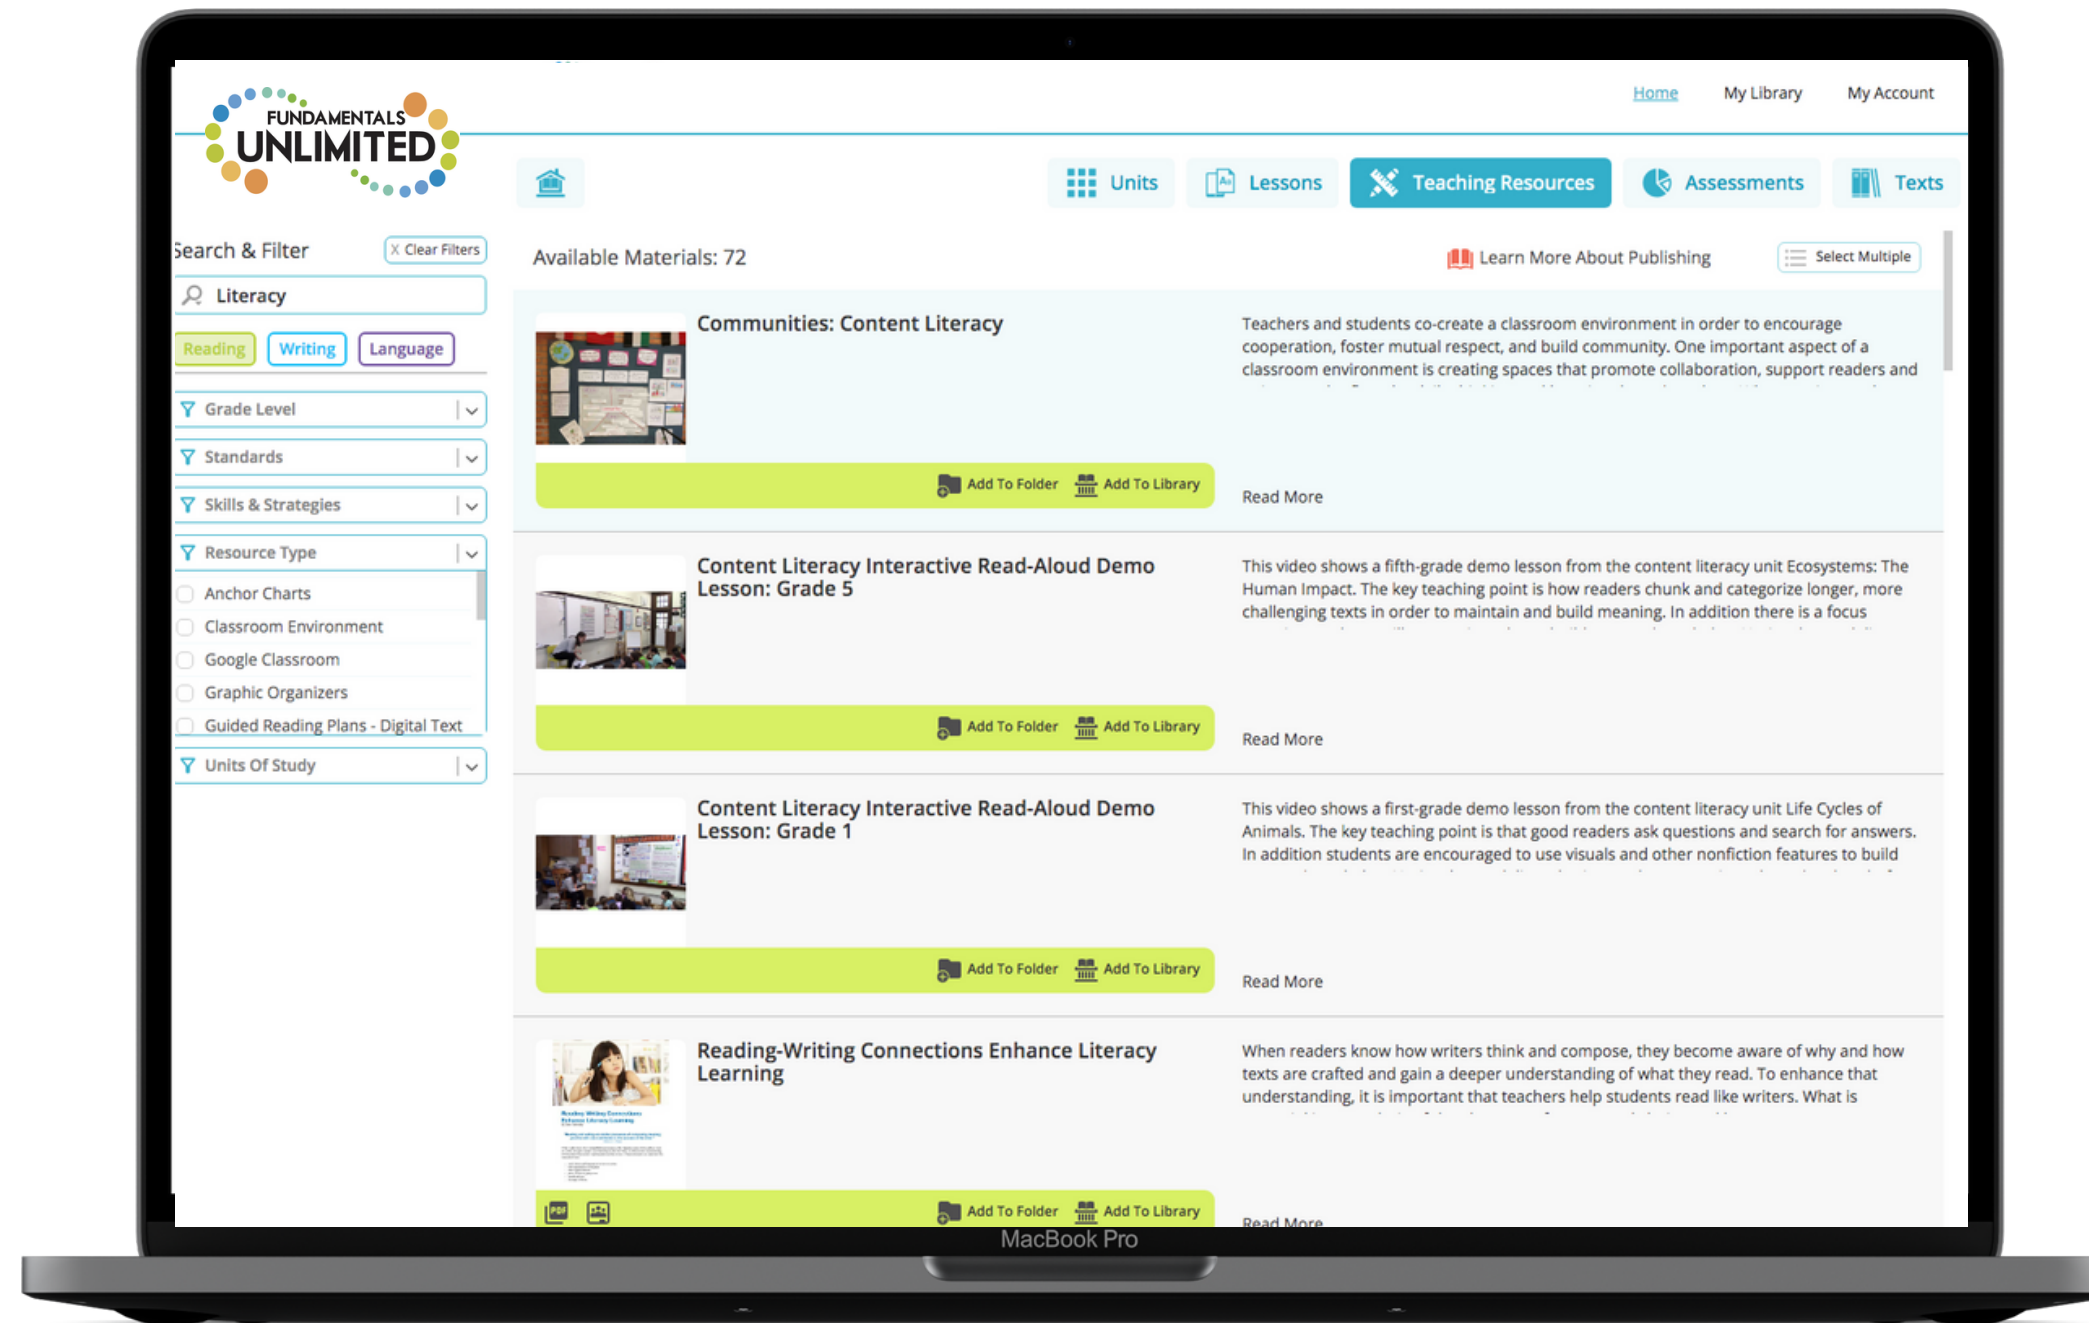 FUNDAMENTALS
UNLIMITED
Home My Library My Account
Units Lessons Teaching Resources Assessments Texts
Search & Filter X Clear Filters
Literacy
Reading Writing Language
Grade Level
Standards
Skills & Strategies
Resource Type
Anchor Charts
Classroom Environment
Google Classroom
Graphic Organizers
Guided Reading Plans - Digital Text
Units Of Study
Available Materials: 72 Learn More About Publishing Select Multiple
Communities: Content Literacy
Teachers and students co-create a classroom environment in order to encourage
cooperation, foster mutual respect, and build community. One important aspect of a
classroom environment is creating spaces that promote collaboration, support readers and
Add To Folder Add To Library
Read More
Content Literacy Interactive Read-Aloud Demo
Lesson: Grade 5
This video shows a fifth-grade demo lesson from the content literacy unit Ecosystems: The
Human Impact. The key teaching point is how readers chunk and categorize longer, more
challenging texts in order to maintain and build meaning. In addition there is a focus
Add To Folder Add To Library
Read More
Content Literacy Interactive Read-Aloud Demo
Lesson: Grade 1
This video shows a first-grade demo lesson from the content literacy unit Life Cycles of
Animals. The key teaching point is that good readers ask questions and search for answers.
In addition students are encouraged to use visuals and other nonfiction features to build
Add To Folder Add To Library
Read More
Reading-Writing Connections Enhance Literacy
Learning
Reading-Writing Connections
Enhance Literacy Learning
When readers know how writers think and compose, they become aware of why and how
texts are crafted and gain a deeper understanding of what they read. To enhance that
understanding, it is important that teachers help students read like writers. What is
PDF Add To Folder Add To Library
Read More
MacBook Pro